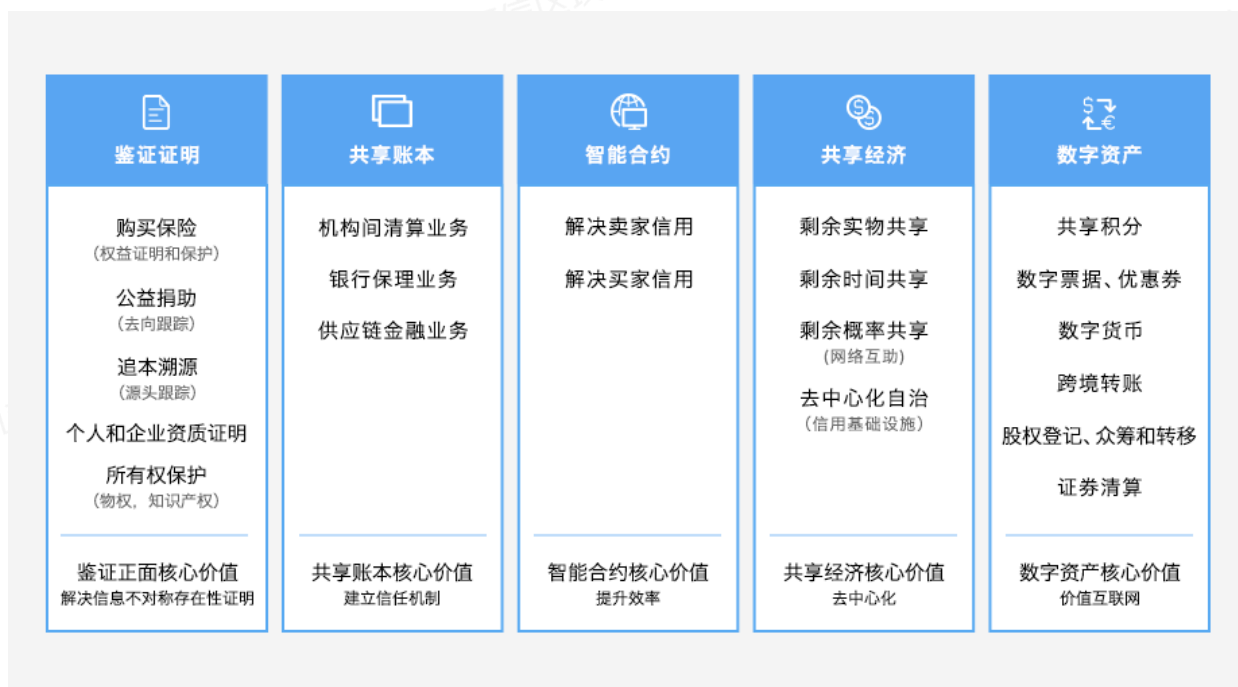 鉴证证明
购买保险
（权益证明和保护）
公益捐助
（去向跟踪）
追本溯源
（源头跟踪）
个人和企业资质证明
所有权保护
（物权，知识产权）
鉴证正面核心价值
解决信息不对称存在性证明
共享账本
机构间清算业务
银行保理业务
供应链金融业务
共享账本核心价值
建立信任机制
智能合约
解决卖家信用
解决买家信用
智能合约核心价值
提升效率
共享经济
剩余实物共享
剩余时间共享
剩余概率共享
(网络互助)
去中心化自治
（信用基础设施）
共享经济核心价值
去中心化
数字资产
共享积分
数字票据、优惠券
数字货币
跨境转账
股权登记、众筹和转移
证券清算
数字资产核心价值
价值互联网